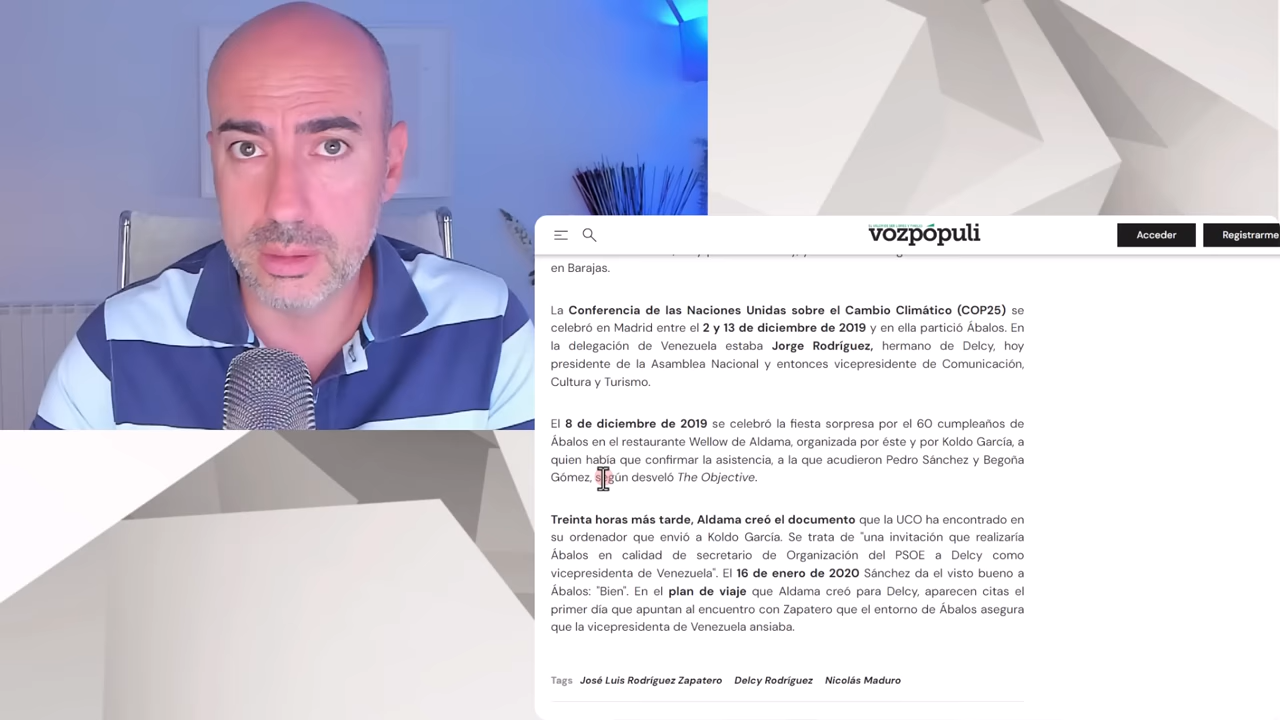 vozpópuli
Acceder
Registrarme
en Barajas.
La Conferencia de las Naciones Unidas sobre el Cambio Climático (COP25) se
celebró en Madrid entre el 2 y 13 de diciembre de 2019 y en ella partició Ábalos. En
la delegación de Venezuela estaba Jorge Rodríguez, hermano de Delcy, hoy
presidente de la Asamblea Nacional y entonces vicepresidente de Comunicación,
Cultura y Turismo.
El 8 de diciembre de 2019 se celebró la fiesta sorpresa por el 60 cumpleaños de
Ábalos en el restaurante Wellow de Aldama, organizada por éste y por Koldo García, a
quien había que confirmar la asistencia, a la que acudieron Pedro Sánchez y Begoña
Gómez, según desveló The Objective.
Treinta horas más tarde, Aldama creó el documento que la UCO ha encontrado en
su ordenador que envió a Koldo García. Se trata de "una invitación que realizaría
Ábalos en calidad de secretario de Organización del PSOE a Delcy como
vicepresidenta de Venezuela". El 16 de enero de 2020 Sánchez da el visto bueno a
Ábalos: "Bien". En el plan de viaje que Aldama creó para Delcy, aparecen citas el
primer día que apuntan al encuentro con Zapatero que el entorno de Ábalos asegura
que la vicepresidenta de Venezuela ansiaba.
Tags José Luis Rodríguez Zapatero Delcy Rodríguez Nicolás Maduro